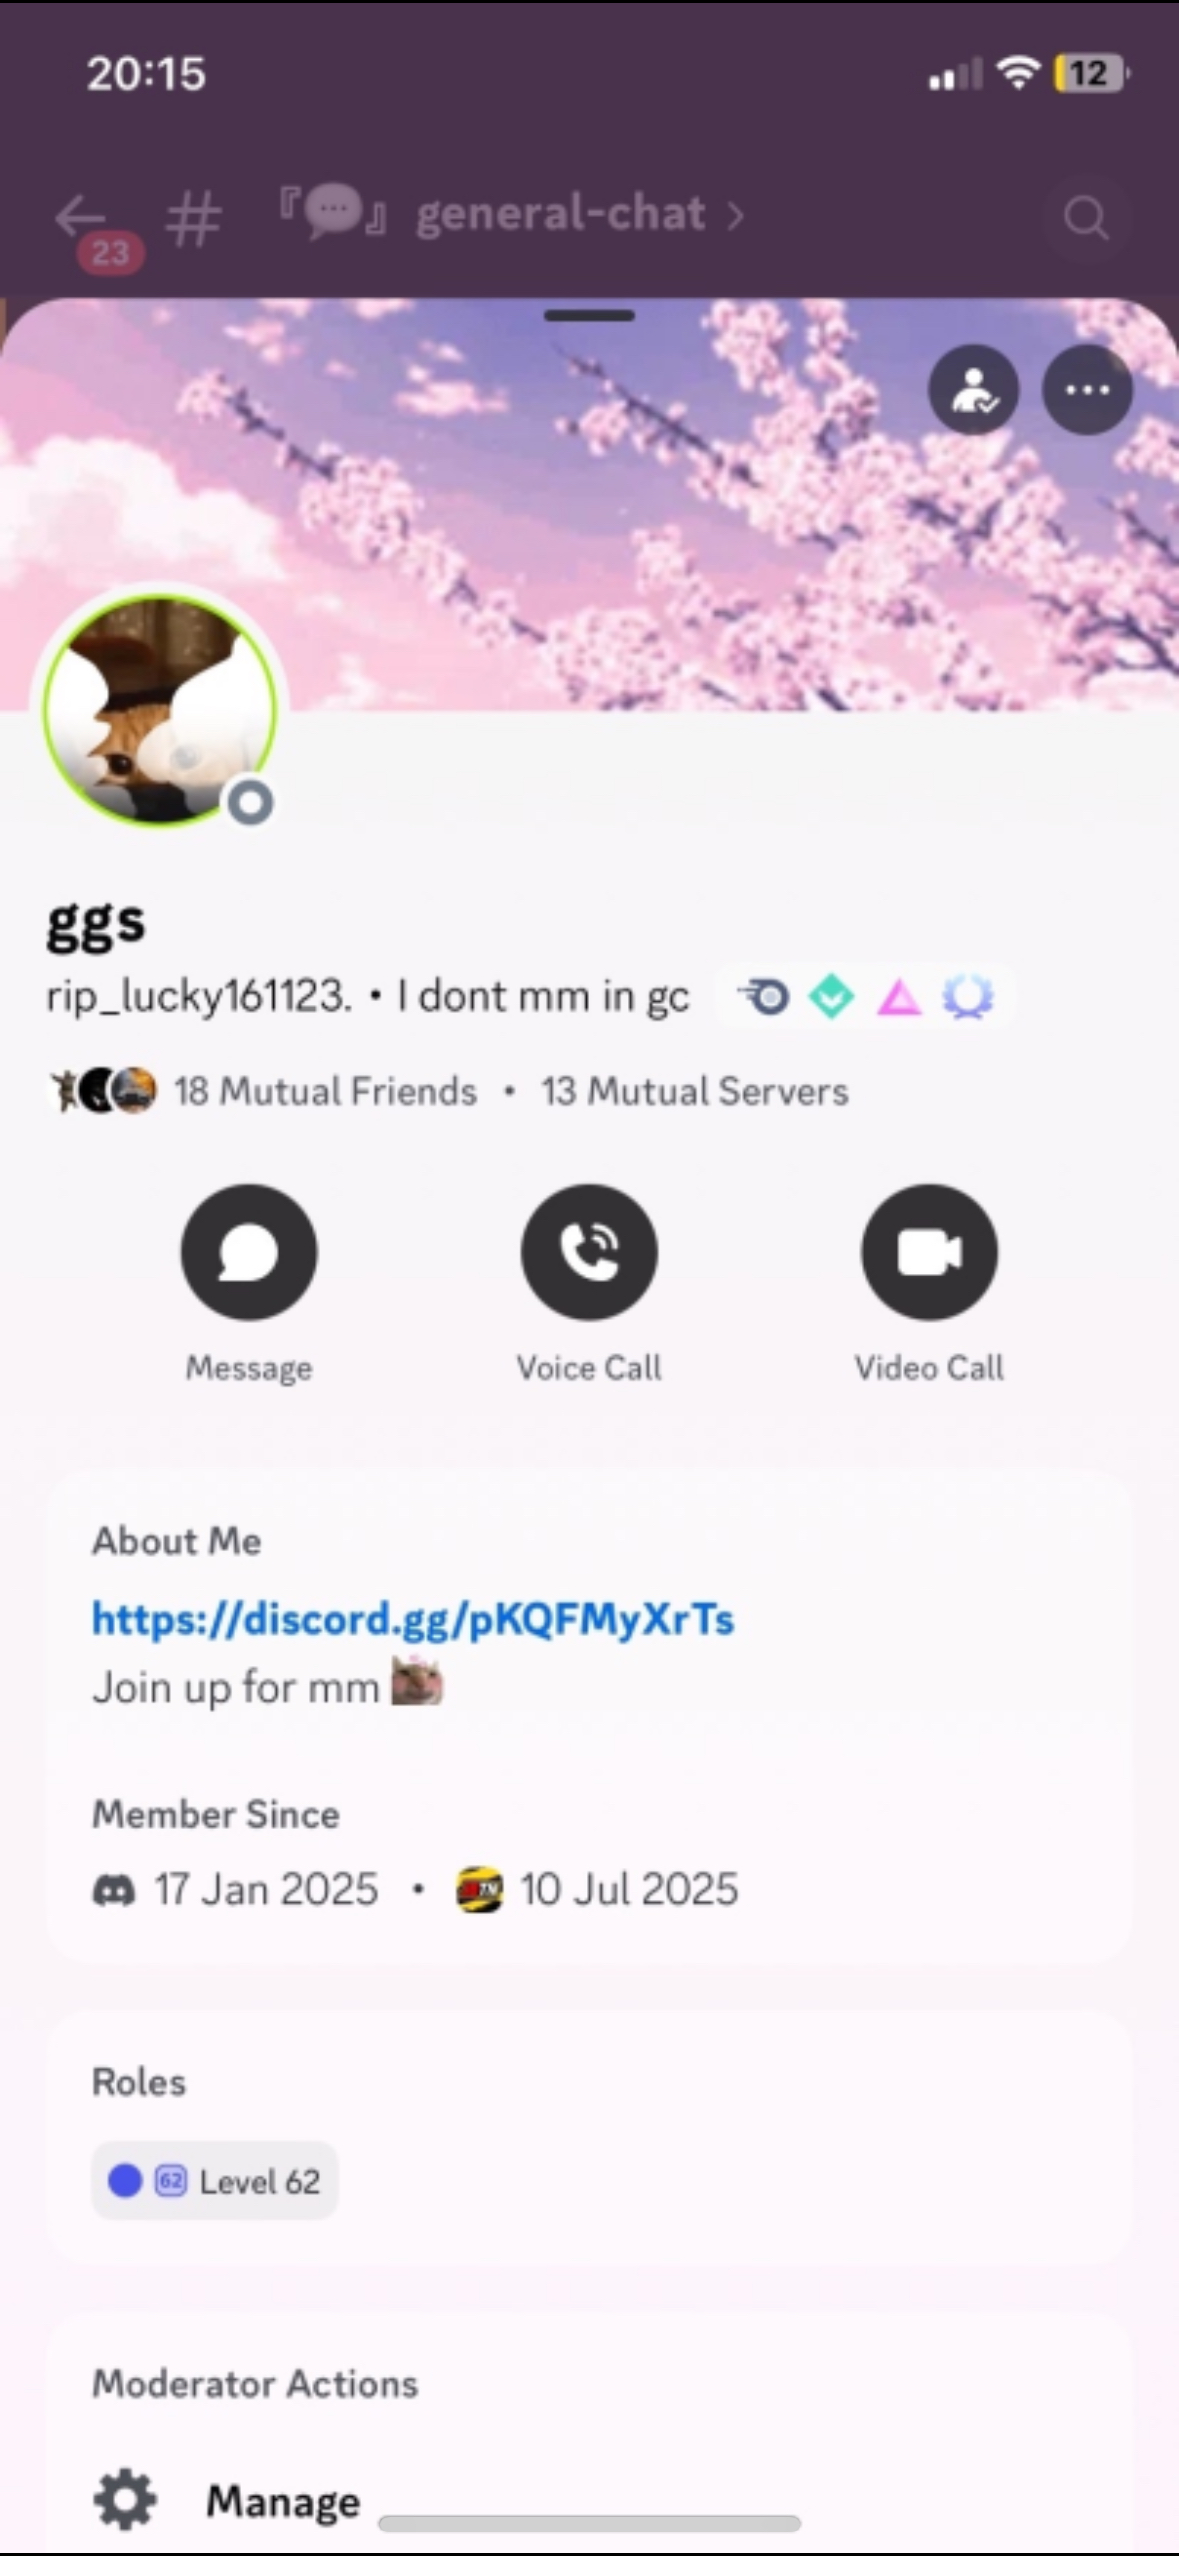 20:15
12
23
# 『💬』 general-chat >
ggs
rip_lucky161123. • I dont mm in gc
18 Mutual Friends • 13 Mutual Servers
Message Voice Call Video Call
About Me
https://discord.gg/pKQFMyXrTs
Join up for mm
Member Since
17 Jan 2025 • 10 Jul 2025
Roles
62 Level 62
Moderator Actions
Manage